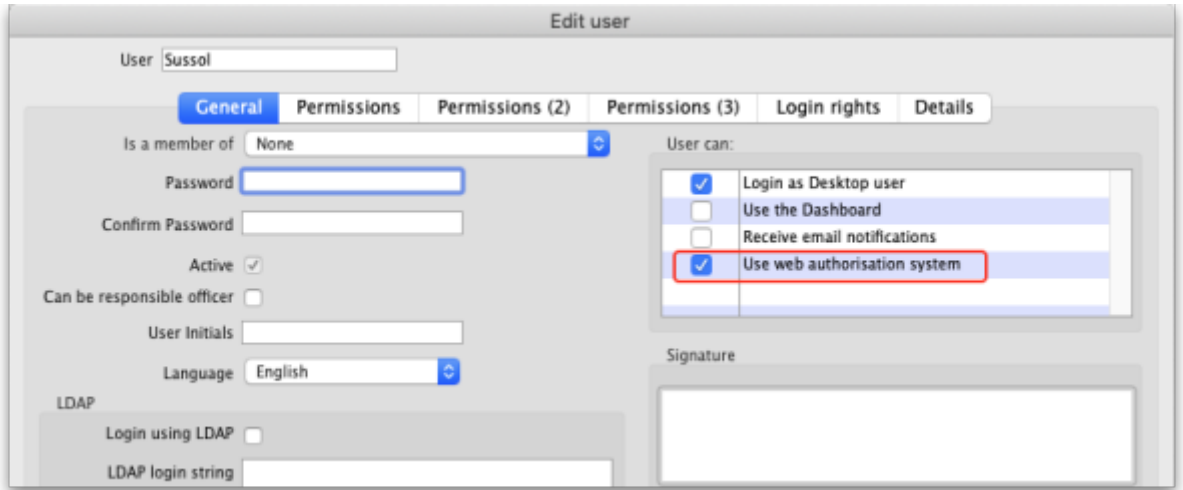 Edit user
User Sussol
General Permissions Permissions (2) Permissions (3) Login rights Details
Is a member of None
Password
Confirm Password
Active
Can be responsible officer
User Initials
Language English
LDAP
Login using LDAP
LDAP login string
User can:
Login as Desktop user
Use the Dashboard
Receive email notifications
Use web authorisation system
Signature